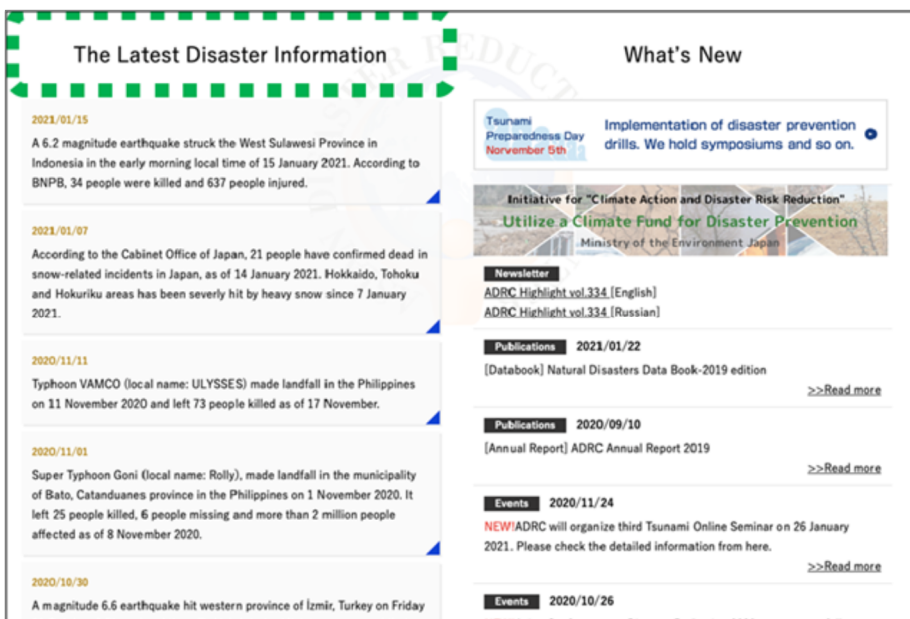 The Latest Disaster Information
2021/01/15
A 6.2 magnitude earthquake struck the West Sulawesi Province in
Indonesia in the early morning local time of 15 January 2021. According to
BNPB, 34 people were killed and 637 people injured.
2021/01/07
According to the Cabinet Office of Japan, 21 people have confirmed dead in
snow-related incidents in Japan, as of 14 January 2021. Hokkaido, Tohoku
and Hokuriku areas has been severly hit by heavy snow since 7 January
2021.
2020/11/11
Typhoon VAMCO (local name: ULYSSES) made landfall in the Philippines
on 11 November 2020 and left 73 people killed as of 17 November.
2020/11/01
Super Typhoon Goni (local name: Rolly), made landfall in the municipality
of Bato, Catanduanes province in the Philippines on 1 November 2020. It
left 25 people killed, 6 people missing and more than 2 million people
affected as of 8 November 2020.
2020/10/30
A magnitude 6.6 earthquake hit western province of İzmir, Turkey on Friday
What's New
Tsunami
Preparedness Day
Norvember 5th
Implementation of disaster prevention
drills. We hold symposiums and so on.
Initiative for "Climate Action and Disaster Risk Reduction"
Utilize a Climate Fund for Disaster Prevention
Ministry of the Environment Japan
Newsletter
ADRC Highlight vol.334 [English]
ADRC Highlight vol.334 [Russian]
Publications 2021/01/22
[Databook] Natural Disasters Data Book-2019 edition
>>Read more
Publications 2020/09/10
[Annual Report] ADRC Annual Report 2019
>>Read more
Events 2020/11/24
NEW!ADRC will organize third Tsunami Online Seminar on 26 January
2021. Please check the detailed information from here.
>>Read more
Events 2020/10/26